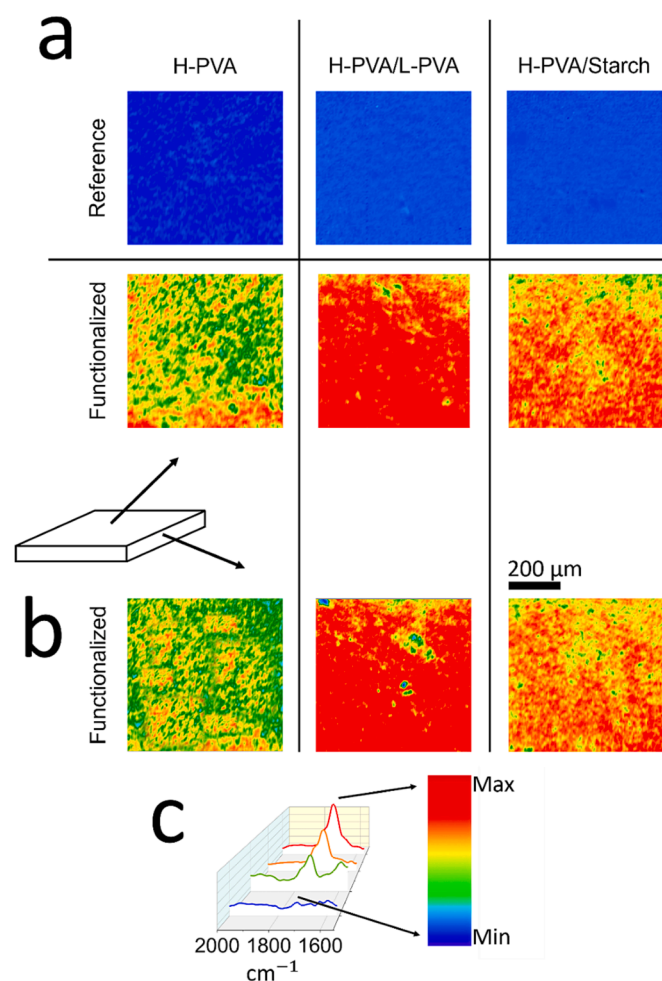 a
H-PVA
H-PVA/L-PVA
H-PVA/Starch
Reference
Functionalized
200 µm
b
Functionalized
c
Max
Min
2000 1800 1600
cm⁻¹